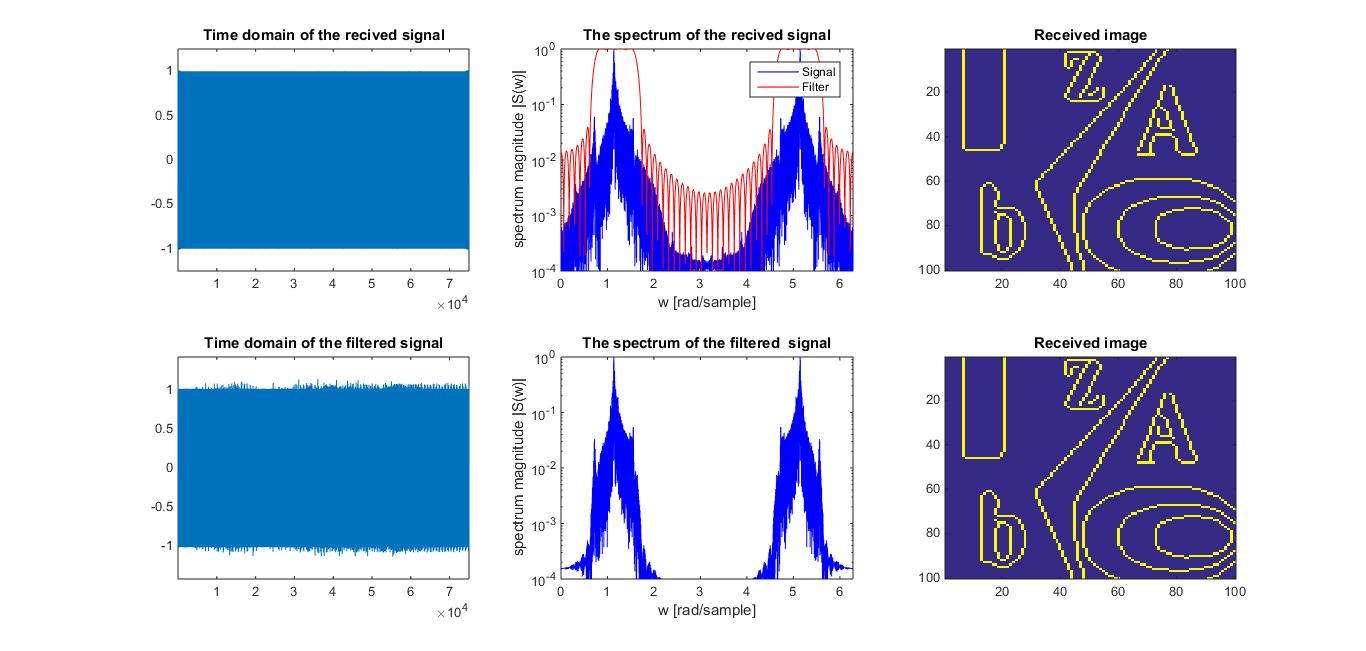 Time domain of the recived signal
1
0.5
0
-0.5
-1
1 2 3 4 5 6 7
×10^4
The spectrum of the recived signal
spectrum magnitude |S(w)|
10^0
10^-1
10^-2
10^-3
10^-4
Signal
Filter
0 1 2 3 4 5 6
w [rad/sample]
Received image
20
40
60
80
100
z
A
b
20 40 60 80 100
Time domain of the filtered signal
1
0.5
0
-0.5
-1
1 2 3 4 5 6 7
×10^4
The spectrum of the filtered  signal
spectrum magnitude |S(w)|
10^0
10^-1
10^-2
10^-3
10^-4
0 1 2 3 4 5 6
w [rad/sample]
Received image
20
40
60
80
100
z
A
b
20 40 60 80 100